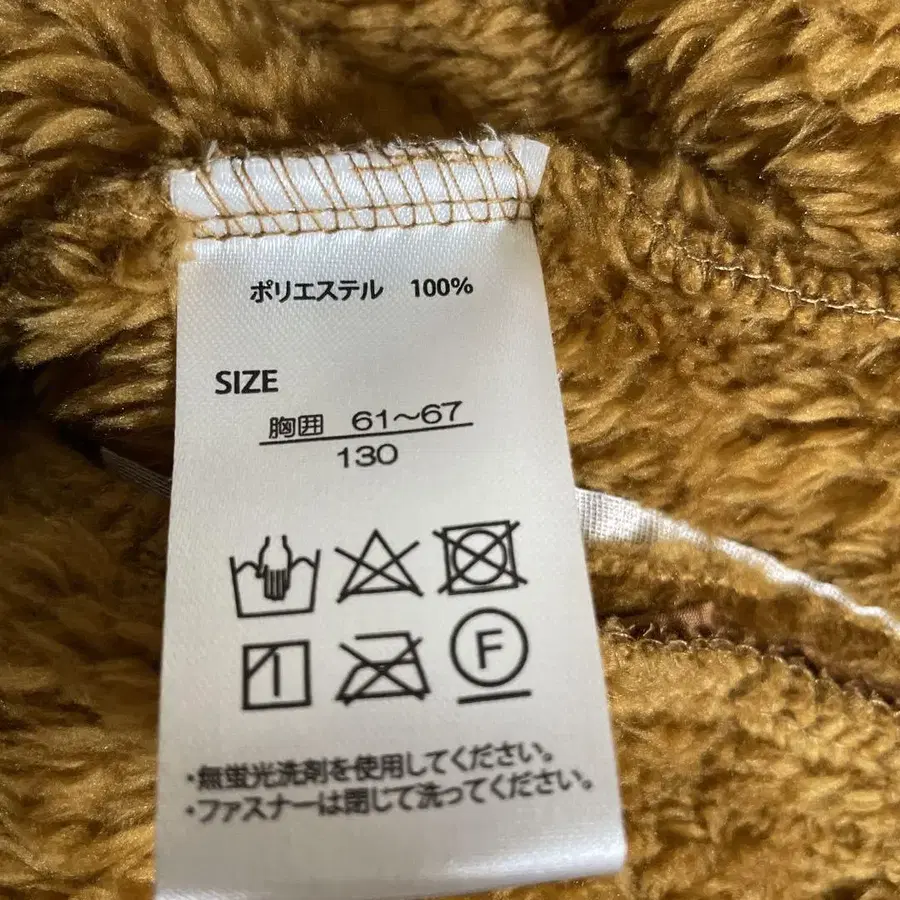 ポリエステル 100%
SIZE
胸囲 61～67
130
F
・無蛍光洗剤を使用してください。
・ファスナーは閉じて洗ってください。